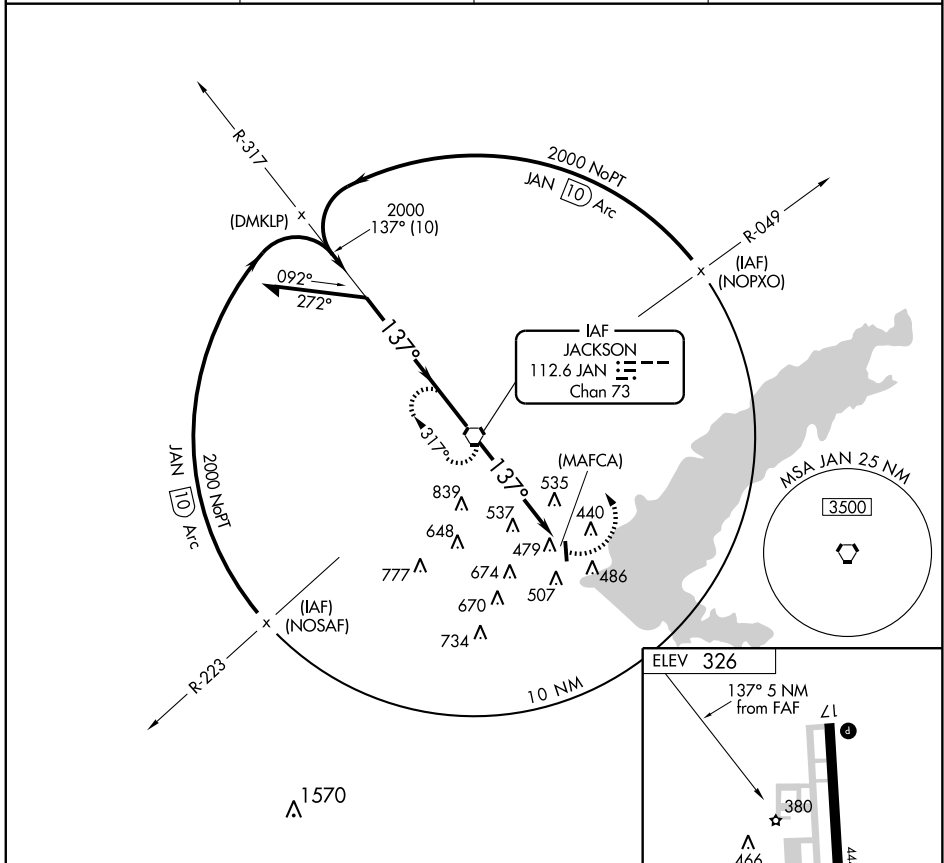 R-317
2000 NoPT
JAN 10 Arc
(DMKLP)
2000
137° (10)
R-049
(IAF)
(NOPXO)
092°
272°
137°
IAF
JACKSON
112.6 JAN
Chan 73
317°
137°
(MAFCA)
MSA JAN 25 NM
3500
JAN 10 Arc
2000 NoPT
839
535
537
440
648
479
777
674
486
507
670
734
(IAF)
(NOSAF)
R-223
10 NM
ELEV 326
137° 5 NM
from FAF
17
P
380
466
1570